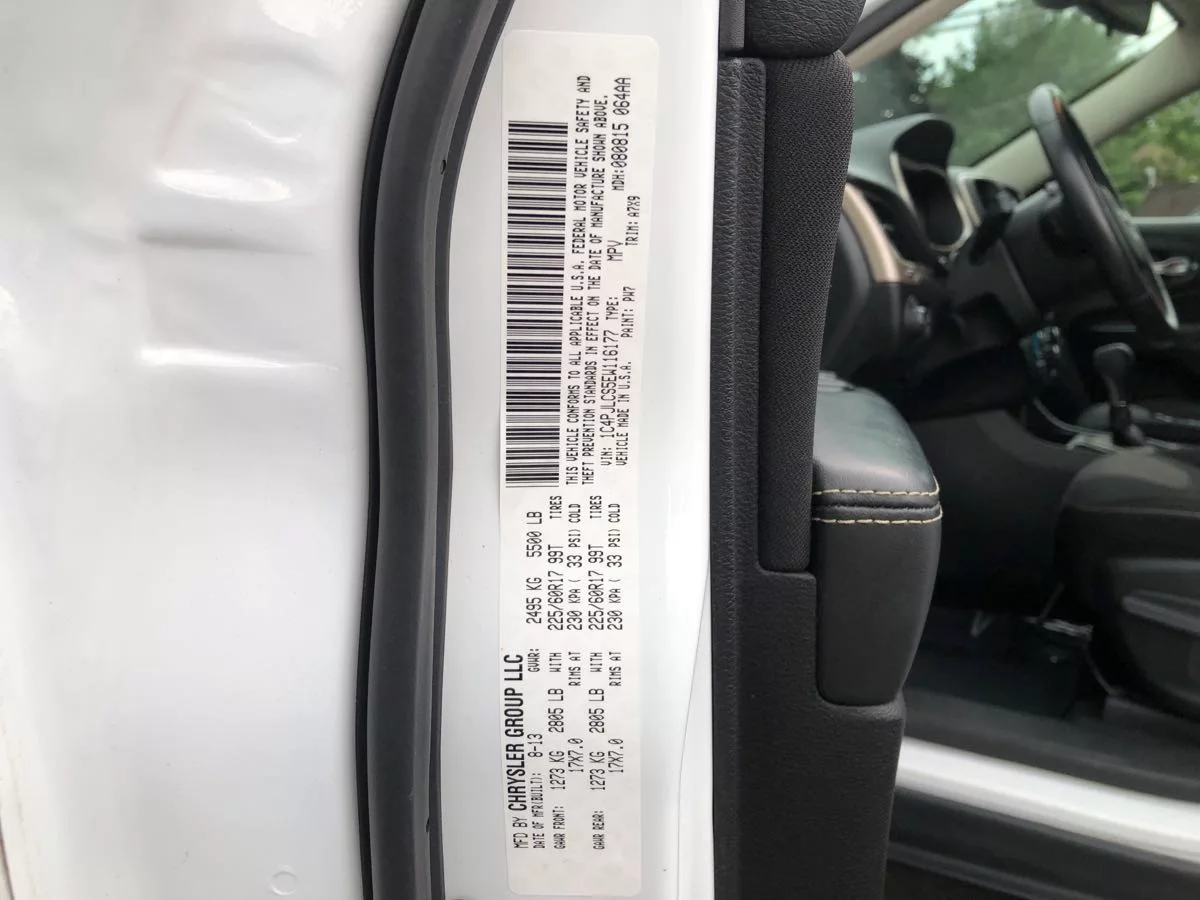 MFD BY CHRYSLER GROUP LLC
DATE OF MFR(BUILT): 8-13 GVWR: 2495 KG 5500 LB
GAWR FRONT: 1273 KG 2805 LB WITH 225/60R17 99T TIRES
17X7.0 RIMS AT 230 KPA ( 33 PSI) COLD
GAWR REAR: 1273 KG 2805 LB WITH 225/60R17 99T TIRES
17X7.0 RIMS AT 230 KPA ( 33 PSI) COLD
THIS VEHICLE CONFORMS TO ALL APPLICABLE U.S.A. FEDERAL MOTOR VEHICLE SAFETY AND
THEFT PREVENTION STANDARDS IN EFFECT ON THE DATE OF MANUFACTURE SHOWN ABOVE.
VIN: 1C4PJLCS5EW116177 TYPE: MPV MDH:080815 064AA
VEHICLE MADE IN U.S.A. PAINT: PW7 TRIM: A7X9